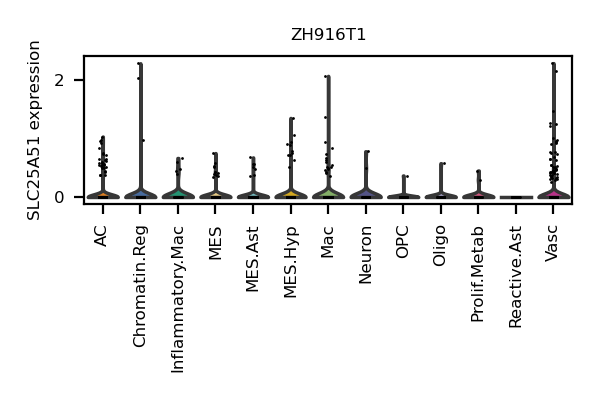 ZH916T1
SLC25A51 expression
2
0
AC
Chromatin.Reg
Inflammatory.Mac
MES
MES.Ast
MES.Hyp
Mac
Neuron
OPC
Oligo
Prolif.Metab
Reactive.Ast
Vasc